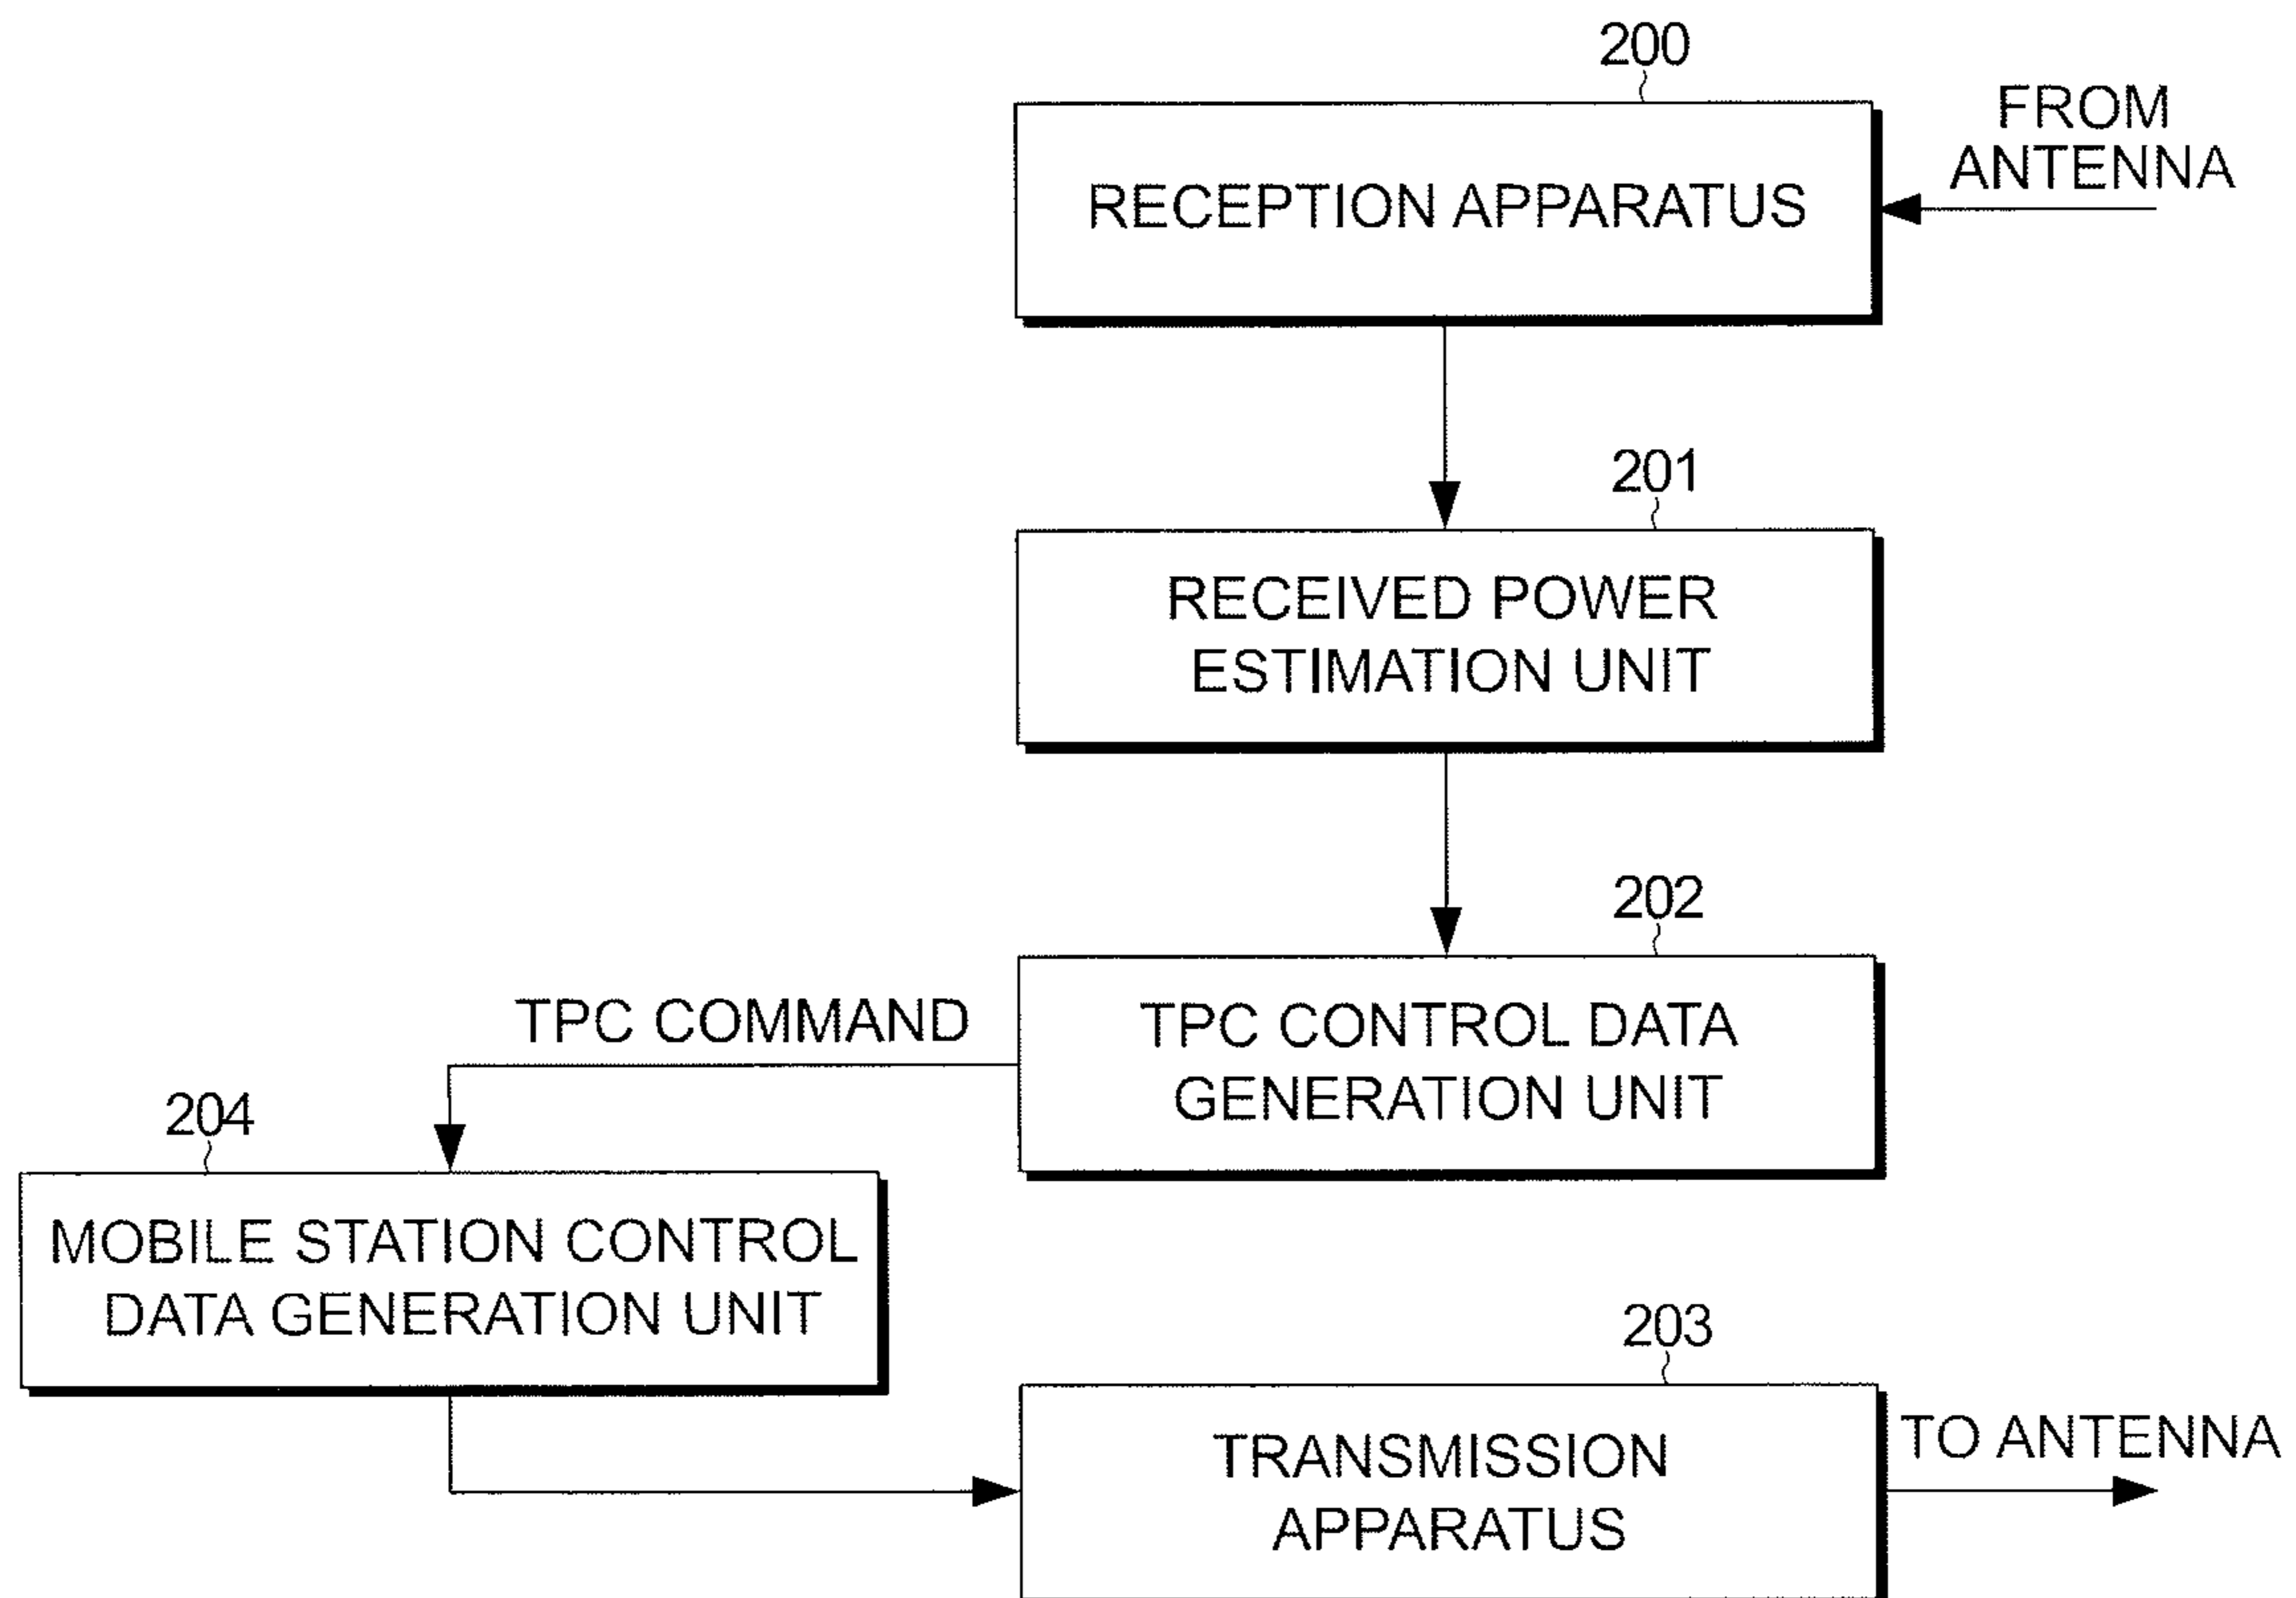 200
FROM
ANTENNA
RECEPTION APPARATUS
201
RECEIVED POWER
ESTIMATION UNIT
202
TPC COMMAND
TPC CONTROL DATA
GENERATION UNIT
204
MOBILE STATION CONTROL
DATA GENERATION UNIT
203
TRANSMISSION
APPARATUS
TO ANTENNA